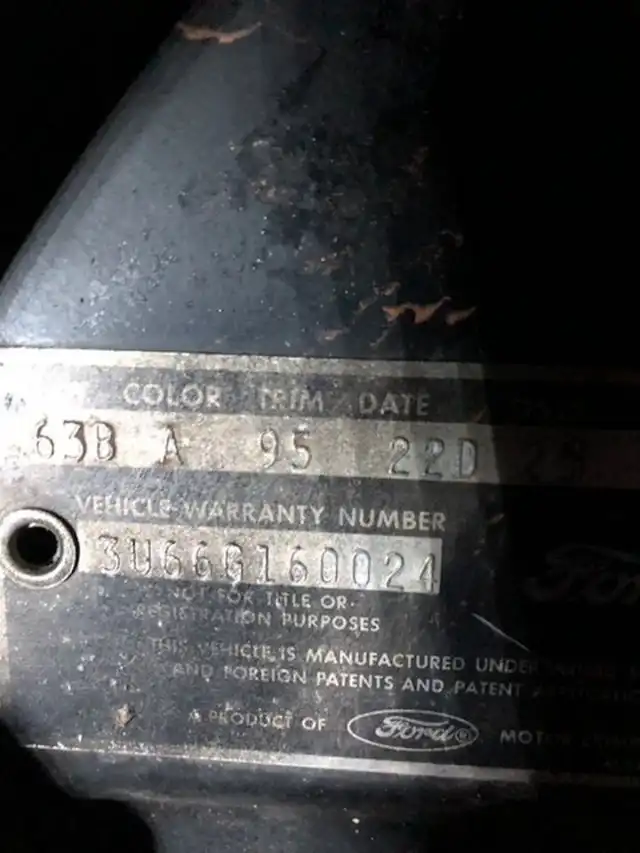 COLOR TRIM DATE
63B A 95 22D
VEHICLE WARRANTY NUMBER
3U66G160024
NOT FOR TITLE OR
REGISTRATION PURPOSES
THIS VEHICLE IS MANUFACTURED UNDER
AND FOREIGN PATENTS AND PATENT
A PRODUCT OF Ford® MOTOR
Ford